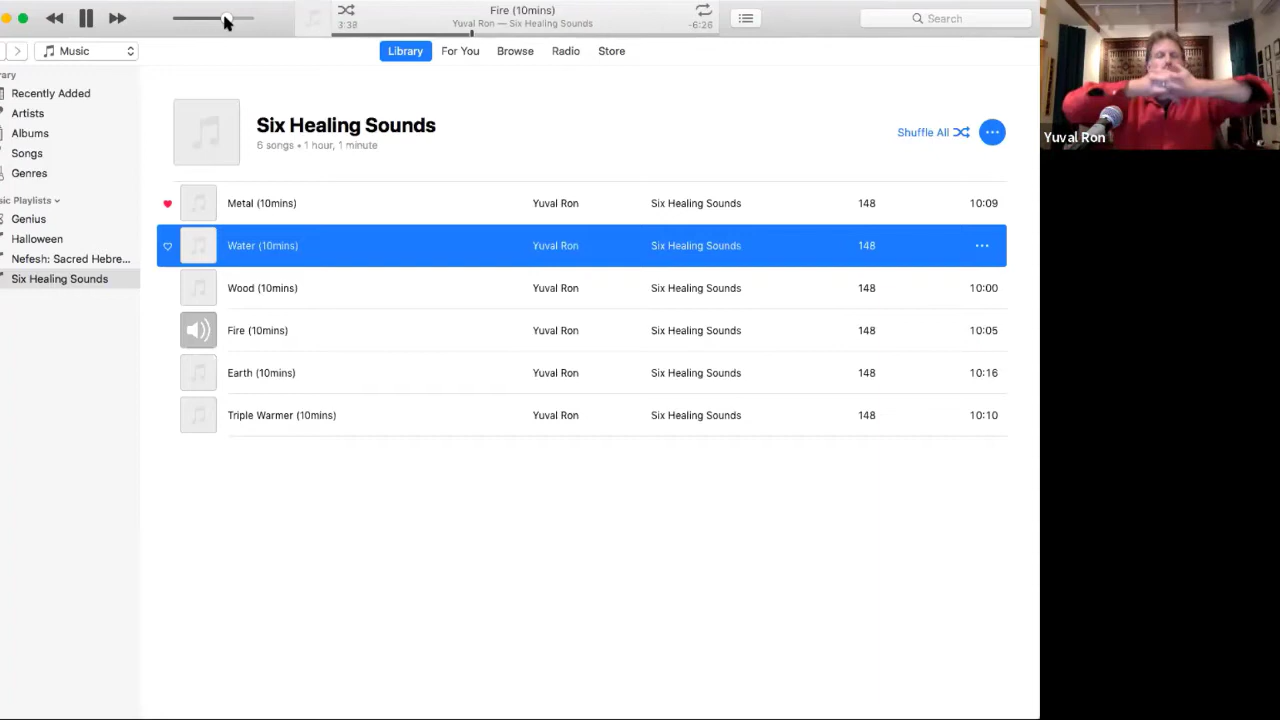 Fire (10mins)
3:38
Yuval Ron — Six Healing Sounds
-6:26
Search
Music
Library
For You
Browse
Radio
Store
rary
Recently Added
Artists
Albums
Songs
Genres
sic Playlists
Genius
Halloween
Nefesh: Sacred Hebre...
Six Healing Sounds
Six Healing Sounds
6 songs • 1 hour, 1 minute
Shuffle All
Metal (10mins) Yuval Ron Six Healing Sounds 148 10:09
Water (10mins) Yuval Ron Six Healing Sounds 148
Wood (10mins) Yuval Ron Six Healing Sounds 148 10:00
Fire (10mins) Yuval Ron Six Healing Sounds 148 10:05
Earth (10mins) Yuval Ron Six Healing Sounds 148 10:16
Triple Warmer (10mins) Yuval Ron Six Healing Sounds 148 10:10
Yuval Ron